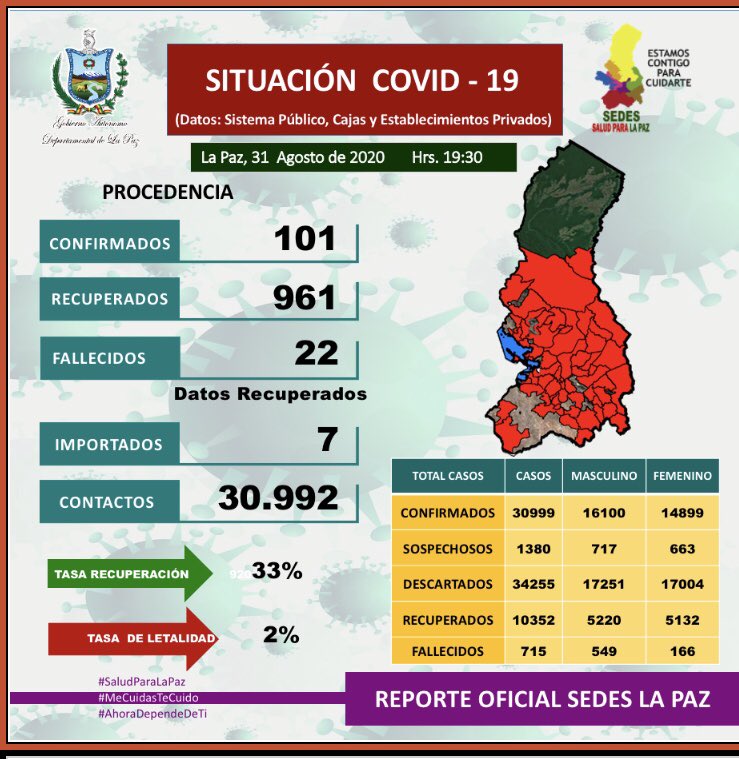 Gobierno Autónomo
Departamental de La Paz
SITUACIÓN COVID - 19
(Datos: Sistema Público, Cajas y Establecimientos Privados)
ESTAMOS
CONTIGO
PARA
CUIDARTE
SEDES
SALUD PARA LA PAZ
La Paz, 31 Agosto de 2020 Hrs. 19:30
PROCEDENCIA
CONFIRMADOS 101
RECUPERADOS 961
FALLECIDOS 22
Datos Recuperados
IMPORTADOS 7
CONTACTOS 30.992
TASA RECUPERACIÓN 33%
TASA DE LETALIDAD 2%
TOTAL CASOS CASOS MASCULINO FEMENINO
CONFIRMADOS 30999 16100 14899
SOSPECHOSOS 1380 717 663
DESCARTADOS 34255 17251 17004
RECUPERADOS 10352 5220 5132
FALLECIDOS 715 549 166
#SaludParaLaPaz
#MeCuidasTeCuido
#AhoraDependeDeTi
REPORTE OFICIAL SEDES LA PAZ